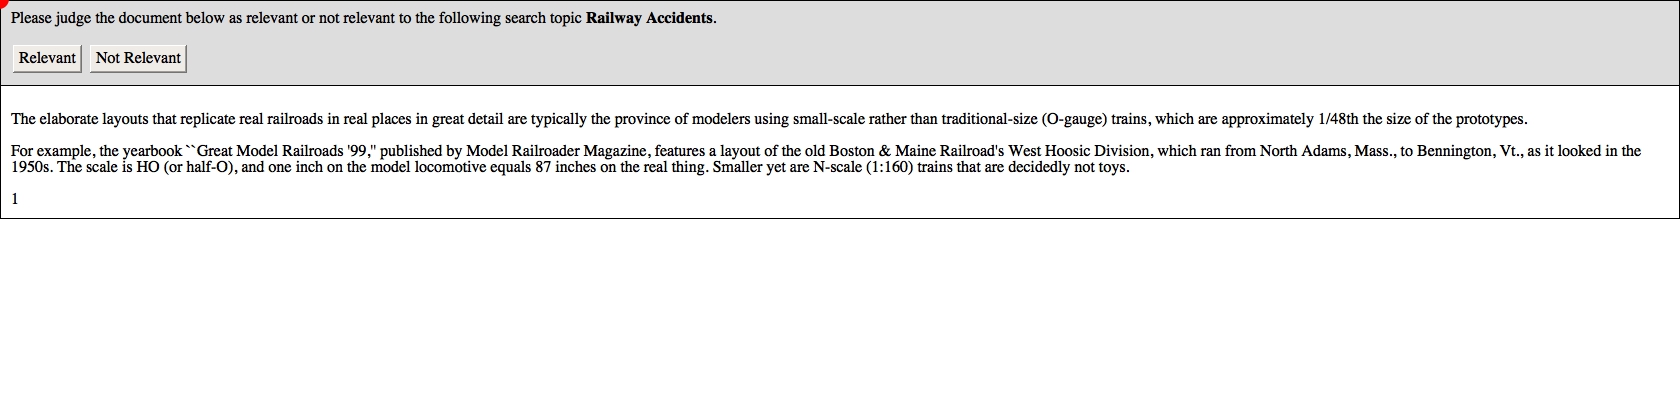 Please judge the document below as relevant or not relevant to the following search topic Railway Accidents.
Relevant Not Relevant
The elaborate layouts that replicate real railroads in real places in great detail are typically the province of modelers using small-scale rather than traditional-size (O-gauge) trains, which are approximately 1/48th the size of the prototypes.
For example, the yearbook ``Great Model Railroads '99,'' published by Model Railroader Magazine, features a layout of the old Boston & Maine Railroad's West Hoosic Division, which ran from North Adams, Mass., to Bennington, Vt., as it looked in the
1950s. The scale is HO (or half-O), and one inch on the model locomotive equals 87 inches on the real thing. Smaller yet are N-scale (1:160) trains that are decidedly not toys.
1